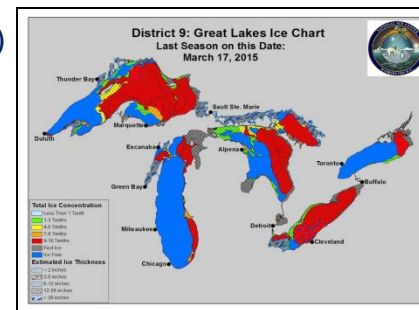 District 9: Great Lakes Ice Chart
Last Season on this Date:
March 17, 2015
Thunder Bay
Sault Ste. Marie
Duluth
Marquette
Escanaba
Alpena
Toronto
Green Bay
Buffalo
Total Ice Concentration
Less Than 1 Tenth
1-3 Tenths
4-6 Tenths
7-8 Tenths
9-10 Tenths
Fast Ice
Ice Free
Estimated Ice Thickness
Milwaukee
Detroit
Cleveland
Chicago